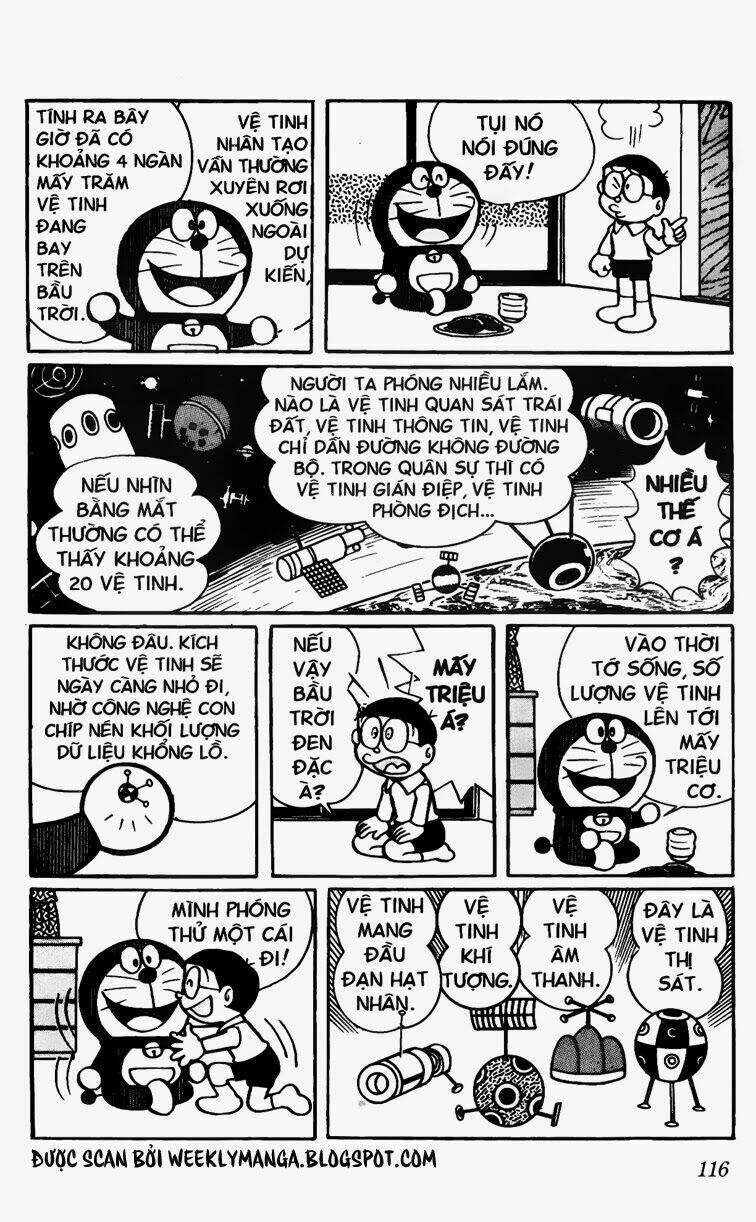 TỤI NÓ
NÓI ĐÚNG
ĐẤY!
VỆ TINH
NHÂN TẠO
VẪN THƯỜNG
XUYÊN RƠI
XUỐNG
NGOÀI
DỰ
KIẾN,
TÍNH RA BÂY
GIỜ ĐÃ CÓ
KHOẢNG 4 NGÀN
MẤY TRĂM
VỆ TINH
ĐANG
BAY
TRÊN
BẦU
TRỜI.
NHIỀU
THẾ
CƠ Á
?
NGƯỜI TA PHÓNG NHIỀU LẮM.
NÀO LÀ VỆ TINH QUAN SÁT TRÁI
ĐẤT, VỆ TINH THÔNG TIN, VỆ TINH
CHỈ DẪN ĐƯỜNG KHÔNG ĐƯỜNG
BỘ. TRONG QUÂN SỰ THÌ CÓ
VỆ TINH GIÁN ĐIỆP, VỆ TINH
PHÒNG ĐỊCH...
NẾU NHÌN
BẰNG MẮT
THƯỜNG CÓ THỂ
THẤY KHOẢNG
20 VỆ TINH.
VÀO THỜI
TỚ SỐNG, SỐ
LƯỢNG VỆ TINH
LÊN TỚI
MẤY
TRIỆU
CƠ.
MẤY
TRIỆU
Á?
NẾU
VẬY
BẦU
TRỜI
ĐEN
ĐẶC
À?
KHÔNG ĐÂU. KÍCH
THƯỚC VỆ TINH SẼ
NGÀY CÀNG NHỎ ĐI,
NHỜ CÔNG NGHỆ CON
CHÍP NÉN KHỐI LƯỢNG
DỮ LIỆU KHỔNG LỒ.
ĐÂY LÀ
VỆ TINH
THỊ
SÁT.
VỆ
TINH
ÂM
THANH.
VỆ
TINH
KHÍ
TƯỢNG.
VỆ TINH
MANG
ĐẦU
ĐẠN HẠT
NHÂN.
MÌNH PHÓNG
THỬ MỘT CÁI
ĐI!
ĐƯỢC SCAN BỞI WEEKLYMANGA.BLOGSPOT.COM
116